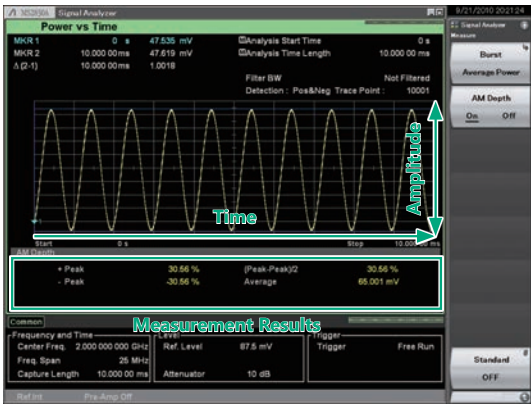 MS2830A Signal Analyzer
9/21/2010 20:21:24
Power vs Time
Signal Analyzer
Measure
MKR 1 0 s 47.535 mV Analysis Start Time 0 s
MKR 2 10.000 00 ms 47.619 mV Analysis Time Length 10.000 00 ms
Δ (2-1) 10.000 00 ms 1.0018
Filter BW Not Filtered
Detection : Pos&Neg Trace Point : 10001
Burst
Average Power
AM Depth
On Off
Amplitude
Time
Start 0 s Stop 10.000 00 ms
AM Depth
+ Peak 30.56 % (Peak-Peak)/2 30.56 %
- Peak -30.56 % Average 65.001 mV
Measurement Results
Common
Frequency and Time Level Trigger
Center Freq. 2.000 000 000 GHz Ref. Level 87.5 mV Trigger Free Run
Freq. Span 25 MHz
Capture Length 10.000 00 ms Attenuator 10 dB
Standard
OFF
Ref.Int Pre-Amp Off